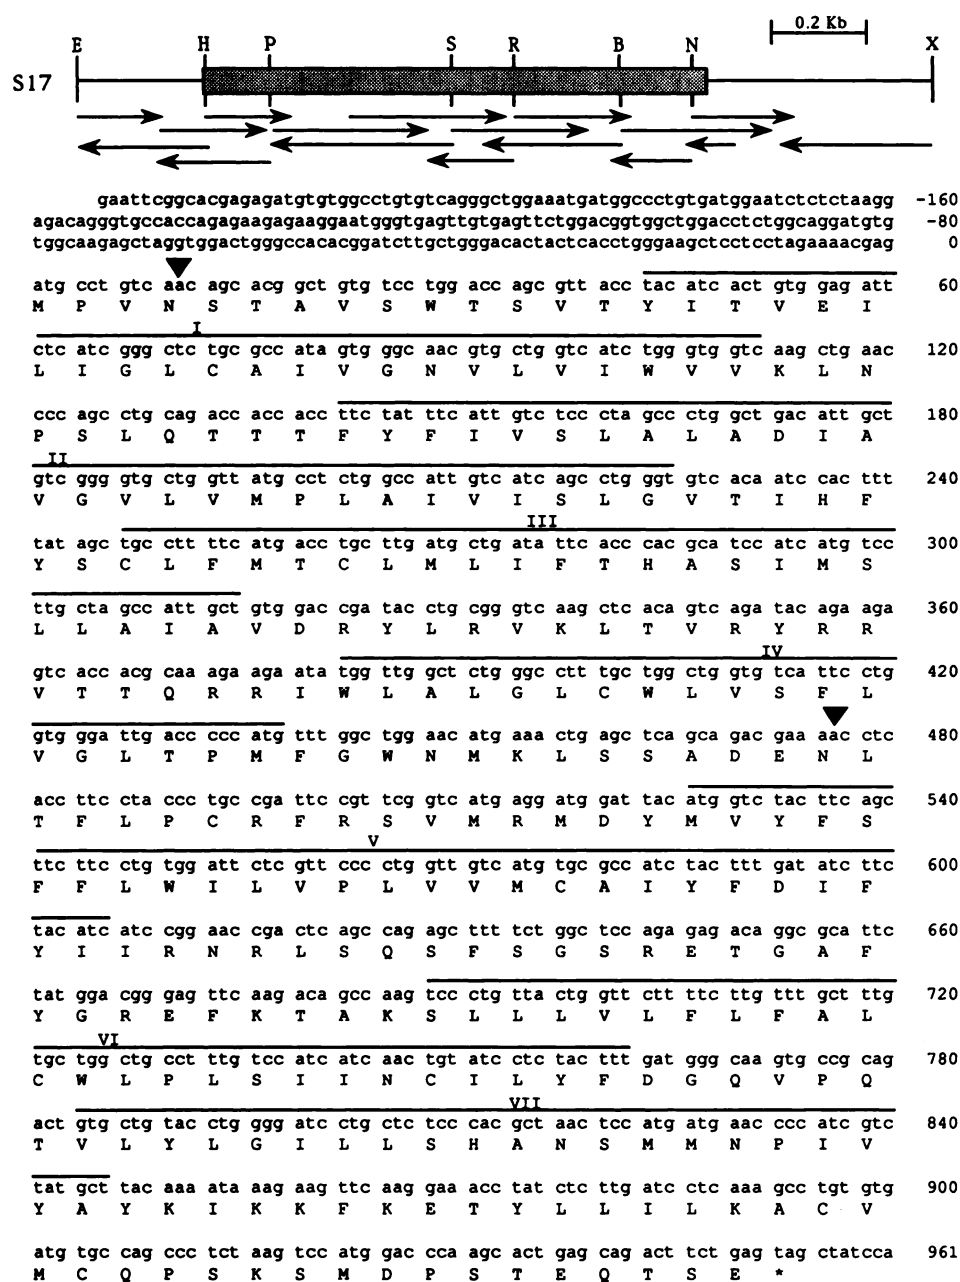 0.2 Kb
E H P S R B N X
S17
gaattcggcacgagagatgtgtggcctgtgtcagggctggaaatgatggccctgtgatggaatctctctaagg -160
agacagggtgccaccagagaagagaaggaatgggtgagttgtgagttctggacggtggctggacctctggcaggatgtg -80
tggcaagagctaggtggactgggccacacggatcttgctgggacactactcacctgggaagctcctcctagaaaacgag 0
atg cct gtc aac agc acg gct gtg tcc tgg acc agc gtt acc tac atc act gtg gag att 60
M P V N S T A V S W T S V T Y I T V E I
I
ctc atc ggg ctc tgc gcc ata gtg ggc aac gtg ctg gtc atc tgg gtg gtc aag ctg aac 120
L I G L C A I V G N V L V I W V V K L N
ccc agc ctg cag acc acc acc ttc tat ttc att gtc tcc cta gcc ctg gct gac att gct 180
P S L Q T T T F Y F I V S L A L A D I A
II
gtc ggg gtg ctg gtt atg cct ctg gcc att gtc atc agc ctg ggt gtc aca atc cac ttt 240
V G V L V M P L A I V I S L G V T I H F
III
tat agc tgc ctt ttc atg acc tgc ttg atg ctg ata ttc acc cac gca tcc atc atg tcc 300
Y S C L F M T C L M L I F T H A S I M S
ttg cta gcc att gct gtg gac cga tac ctg cgg gtc aag ctc aca gtc aga tac aga aga 360
L L A I A V D R Y L R V K L T V R Y R R
IV
gtc acc acg caa aga aga ata tgg ttg gct ctg ggc ctt tgc tgg ctg gtg tca ttc ctg 420
V T T Q R R I W L A L G L C W L V S F L
gtg gga ttg acc ccc atg ttt ggc tgg aac atg aaa ctg agc tca gca gac gaa aac ctc 480
V G L T P M F G W N M K L S S A D E N L
acc ttc cta ccc tgc cga ttc cgt tcg gtc atg agg atg gat tac atg gtc tac ttc agc 540
T F L P C R F R S V M R M D Y M V Y F S
V
ttc ttc ctg tgg att ctc gtt ccc ctg gtt gtc atg tgc gcc atc tac ttt gat atc ttc 600
F F L W I L V P L V V M C A I Y F D I F
tac atc atc cgg aac cga ctc agc cag agc ttt tct ggc tcc aga gag aca ggc gca ttc 660
Y I I R N R L S Q S F S G S R E T G A F
tat gga cgg gag ttc aag aca gcc aag tcc ctg tta ctg gtt ctt ttc ttg ttt gct ttg 720
Y G R E F K T A K S L L L V L F L F A L
VI
tgc tgg ctg cct ttg tcc atc atc aac tgt atc ctc tac ttt gat ggg caa gtg ccg cag 780
C W L P L S I I N C I L Y F D G Q V P Q
VII
act gtg ctg tac ctg ggg atc ctg ctc tcc cac gct aac tcc atg atg aac ccc atc gtc 840
T V L Y L G I L L S H A N S M M N P I V
tat gct tac aaa ata aag aag ttc aag gaa acc tat ctc ttg atc ctc aaa gcc tgt gtg 900
Y A Y K I K K F K E T Y L L I L K A C V
atg tgc cag ccc tct aag tcc atg gac cca agc act gag cag act tct gag tag ctatcca 961
M C Q P S K S M D P S T E Q T S E *